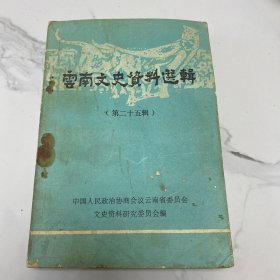 雲南文史資料選輯
（第二十五辑）
中国人民政治协商会议云南省委员会
文史资料研究委员会编